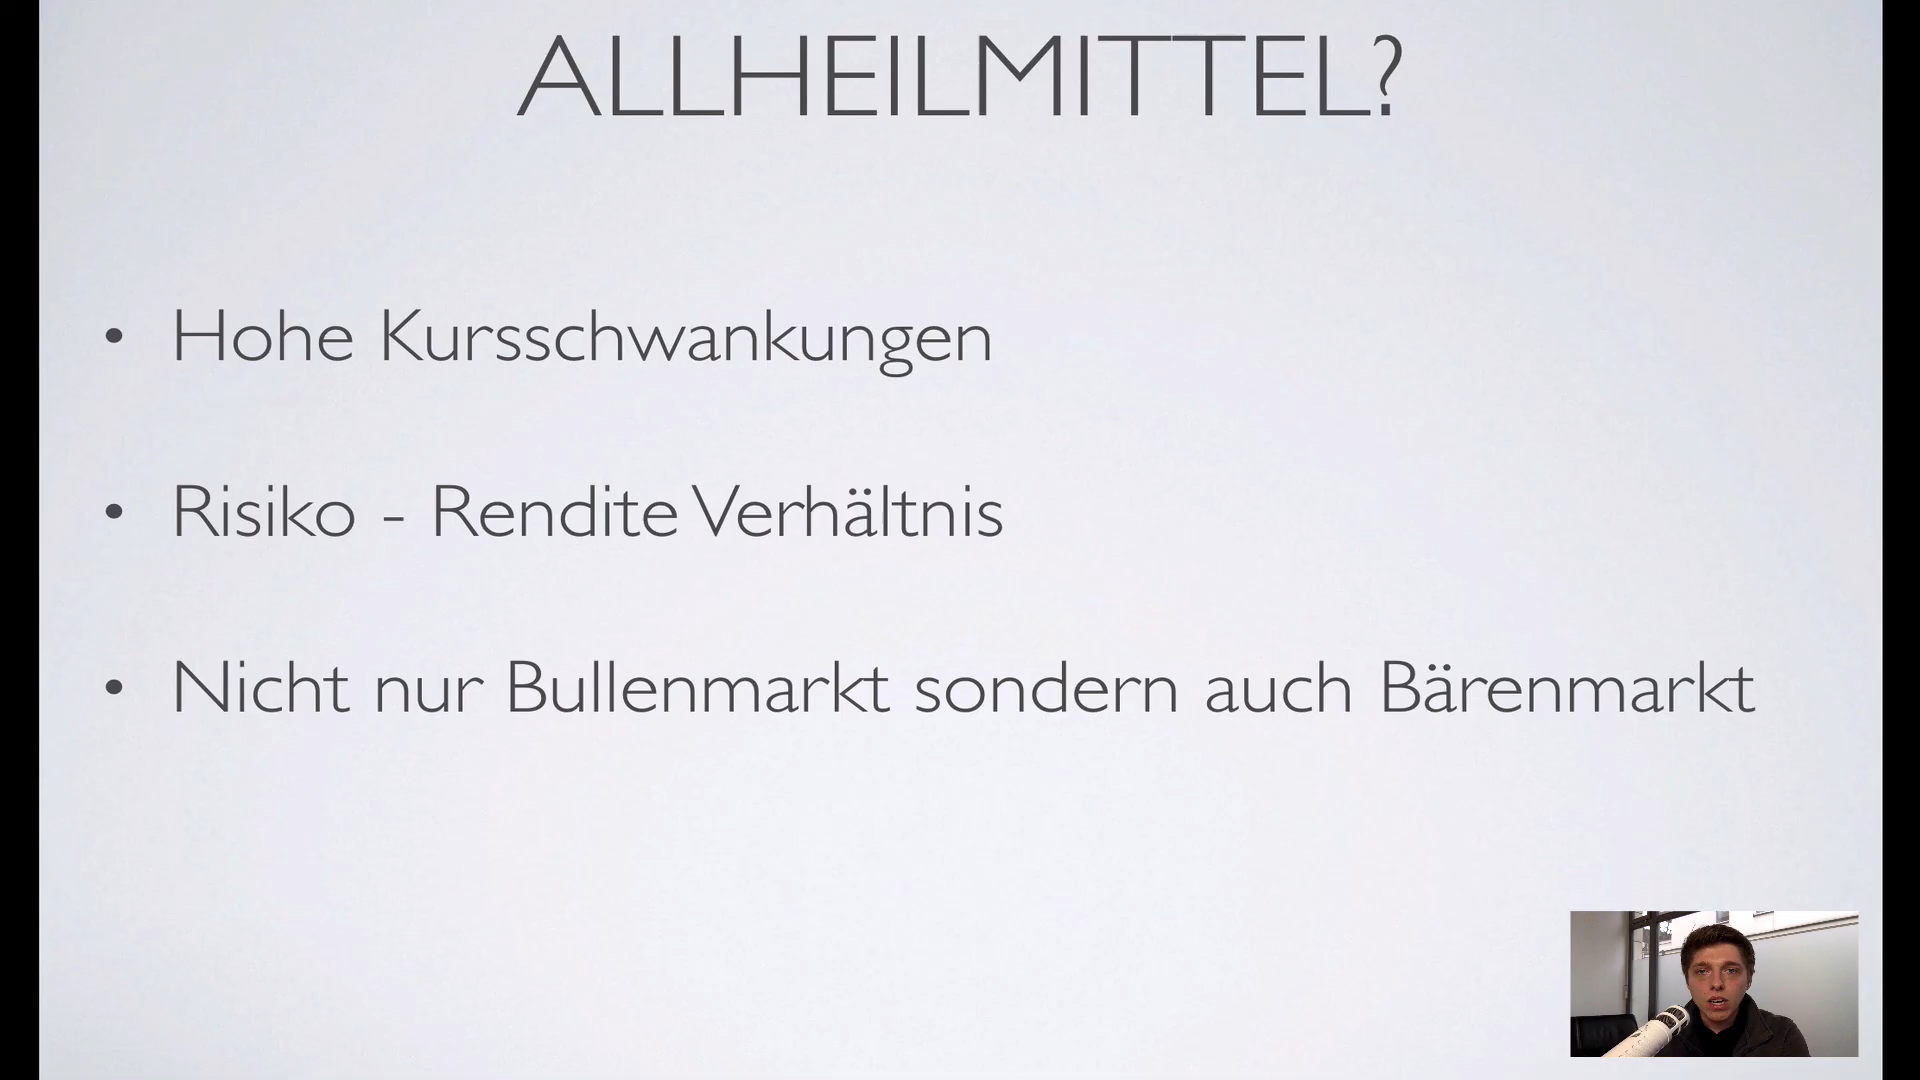 ALLHEILMITTEL?
• Hohe Kursschwankungen
• Risiko - Rendite Verhältnis
• Nicht nur Bullenmarkt sondern auch Bärenmarkt